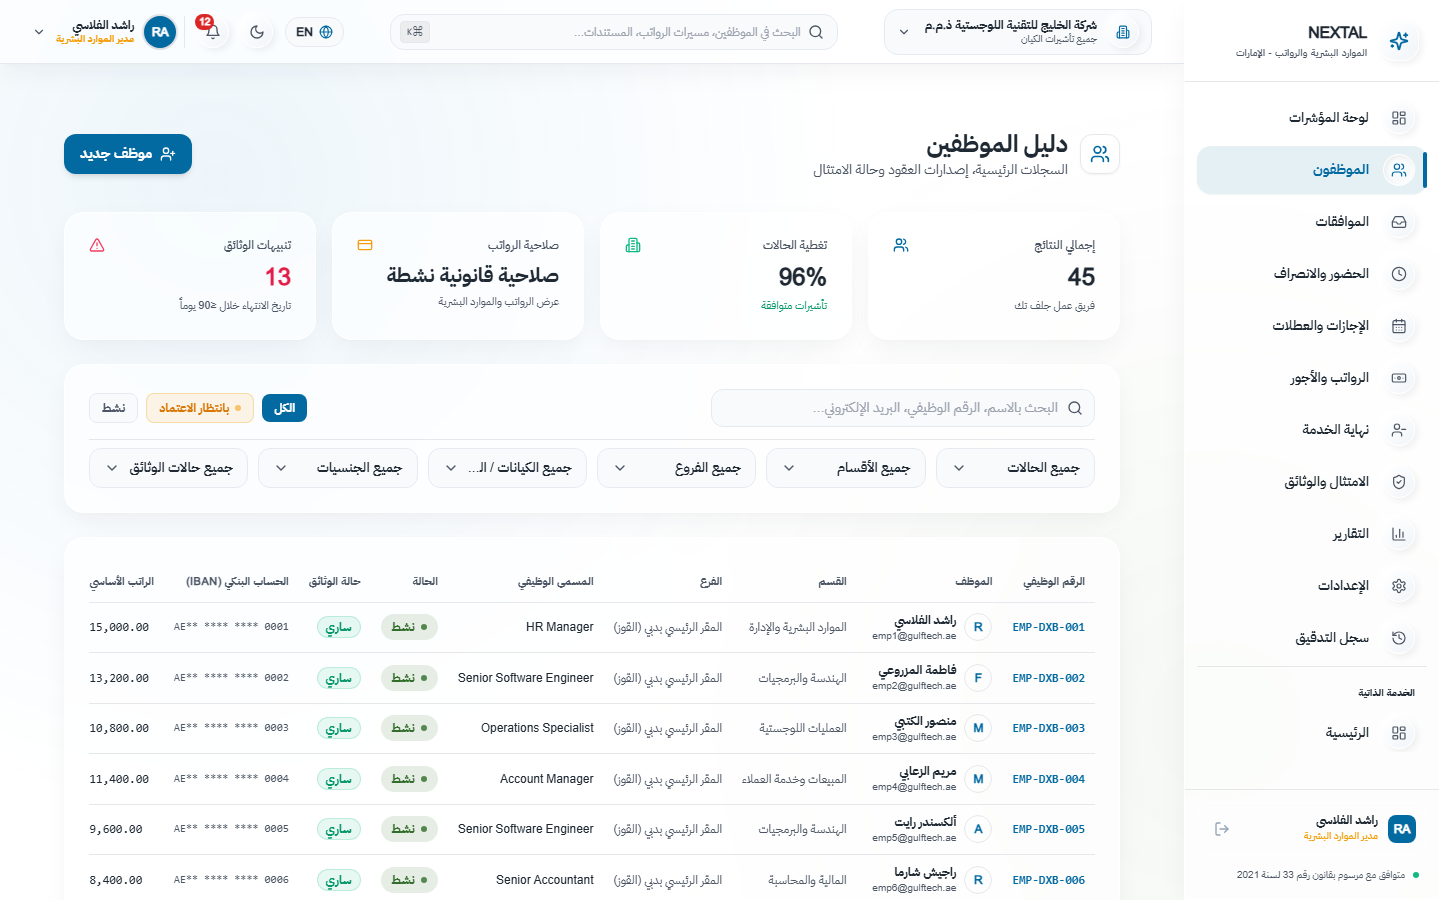 NEXTAL
الموارد البشرية والرواتب - الإمارات
لوحة المؤشرات
الموظفون
الموافقات
الحضور والانصراف
الإجازات والعطلات
الرواتب والأجور
نهاية الخدمة
الامتثال والوثائق
التقارير
الإعدادات
سجل التدقيق
الخدمة الذاتية
الرئيسية
RA
راشد الفلاسي
مدير الموارد البشرية
متوافق مع مرسوم بقانون رقم 33 لسنة 2021
شركة الخليج للتقنية اللوجستية ذ.م.م
جميع تأشيرات الكيان
البحث في الموظفين، مسيرات الرواتب، المستندات...
⌘K
EN
12
RA
راشد الفلاسي
مدير الموارد البشرية
دليل الموظفين
السجلات الرئيسية، إصدارات العقود وحالة الامتثال
موظف جديد
إجمالي النتائج
45
فريق عمل جلف تك
تغطية الحالات
96%
تأشيرات متوافقة
صلاحية الرواتب
صلاحية قانونية نشطة
عرض الرواتب والموارد البشرية
تنبيهات الوثائق
13
تاريخ الانتهاء خلال ≤90 يوماً
البحث بالاسم، الرقم الوظيفي، البريد الإلكتروني...
الكل
بانتظار الاعتماد
نشط
جميع الحالات
جميع الأقسام
جميع الفروع
جميع الكيانات / الـ...
جميع الجنسيات
جميع حالات الوثائق
الرقم الوظيفي الموظف القسم الفرع المسمى الوظيفي الحالة حالة الوثائق الحساب البنكي (IBAN) الراتب الأساسي
EMP-DXB-001 R راشد الفلاسي الموارد البشرية والإدارة المقر الرئيسي بدبي (القوز) HR Manager نشط ساري AE** **** **** 0001 15,000.00
emp1@gulftech.ae
EMP-DXB-002 F فاطمة المزروعي الهندسة والبرمجيات المقر الرئيسي بدبي (القوز) Senior Software Engineer نشط ساري AE** **** **** 0002 13,200.00
emp2@gulftech.ae
EMP-DXB-003 M منصور الكتبي العمليات اللوجستية المقر الرئيسي بدبي (القوز) Operations Specialist نشط ساري AE** **** **** 0003 10,800.00
emp3@gulftech.ae
EMP-DXB-004 M مريم الزعابي المبيعات وخدمة العملاء المقر الرئيسي بدبي (القوز) Account Manager نشط ساري AE** **** **** 0004 11,400.00
emp4@gulftech.ae
EMP-DXB-005 A ألكسندر رايت الهندسة والبرمجيات المقر الرئيسي بدبي (القوز) Senior Software Engineer نشط ساري AE** **** **** 0005 9,600.00
emp5@gulftech.ae
EMP-DXB-006 R راجيش شارما المالية والمحاسبة المقر الرئيسي بدبي (القوز) Senior Accountant نشط ساري AE** **** **** 0006 8,400.00
emp6@gulftech.ae